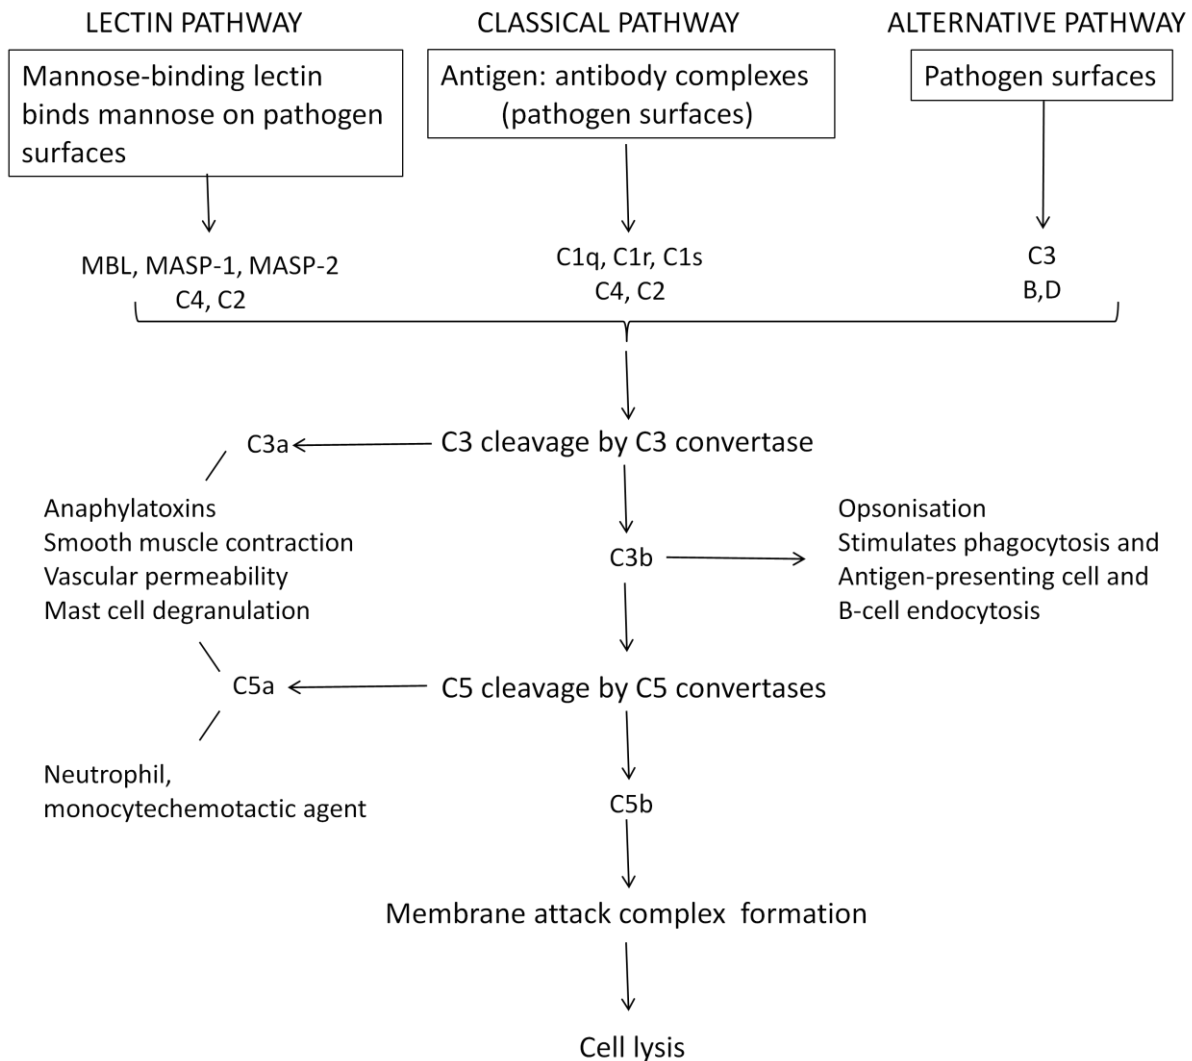 LECTIN PATHWAY
Mannose-binding lectin
binds mannose on pathogen
surfaces
MBL, MASP-1, MASP-2
C4, C2
CLASSICAL PATHWAY
Antigen: antibody complexes
(pathogen surfaces)
C1q, C1r, C1s
C4, C2
ALTERNATIVE PATHWAY
Pathogen surfaces
C3
B,D
C3 cleavage by C3 convertase
C3a
Anaphylatoxins
Smooth muscle contraction
Vascular permeability
Mast cell degranulation
C3b
Opsonisation
Stimulates phagocytosis and
Antigen-presenting cell and
B-cell endocytosis
C5 cleavage by C5 convertases
C5a
Neutrophil,
monocytechemotactic agent
C5b
Membrane attack complex formation
Cell lysis